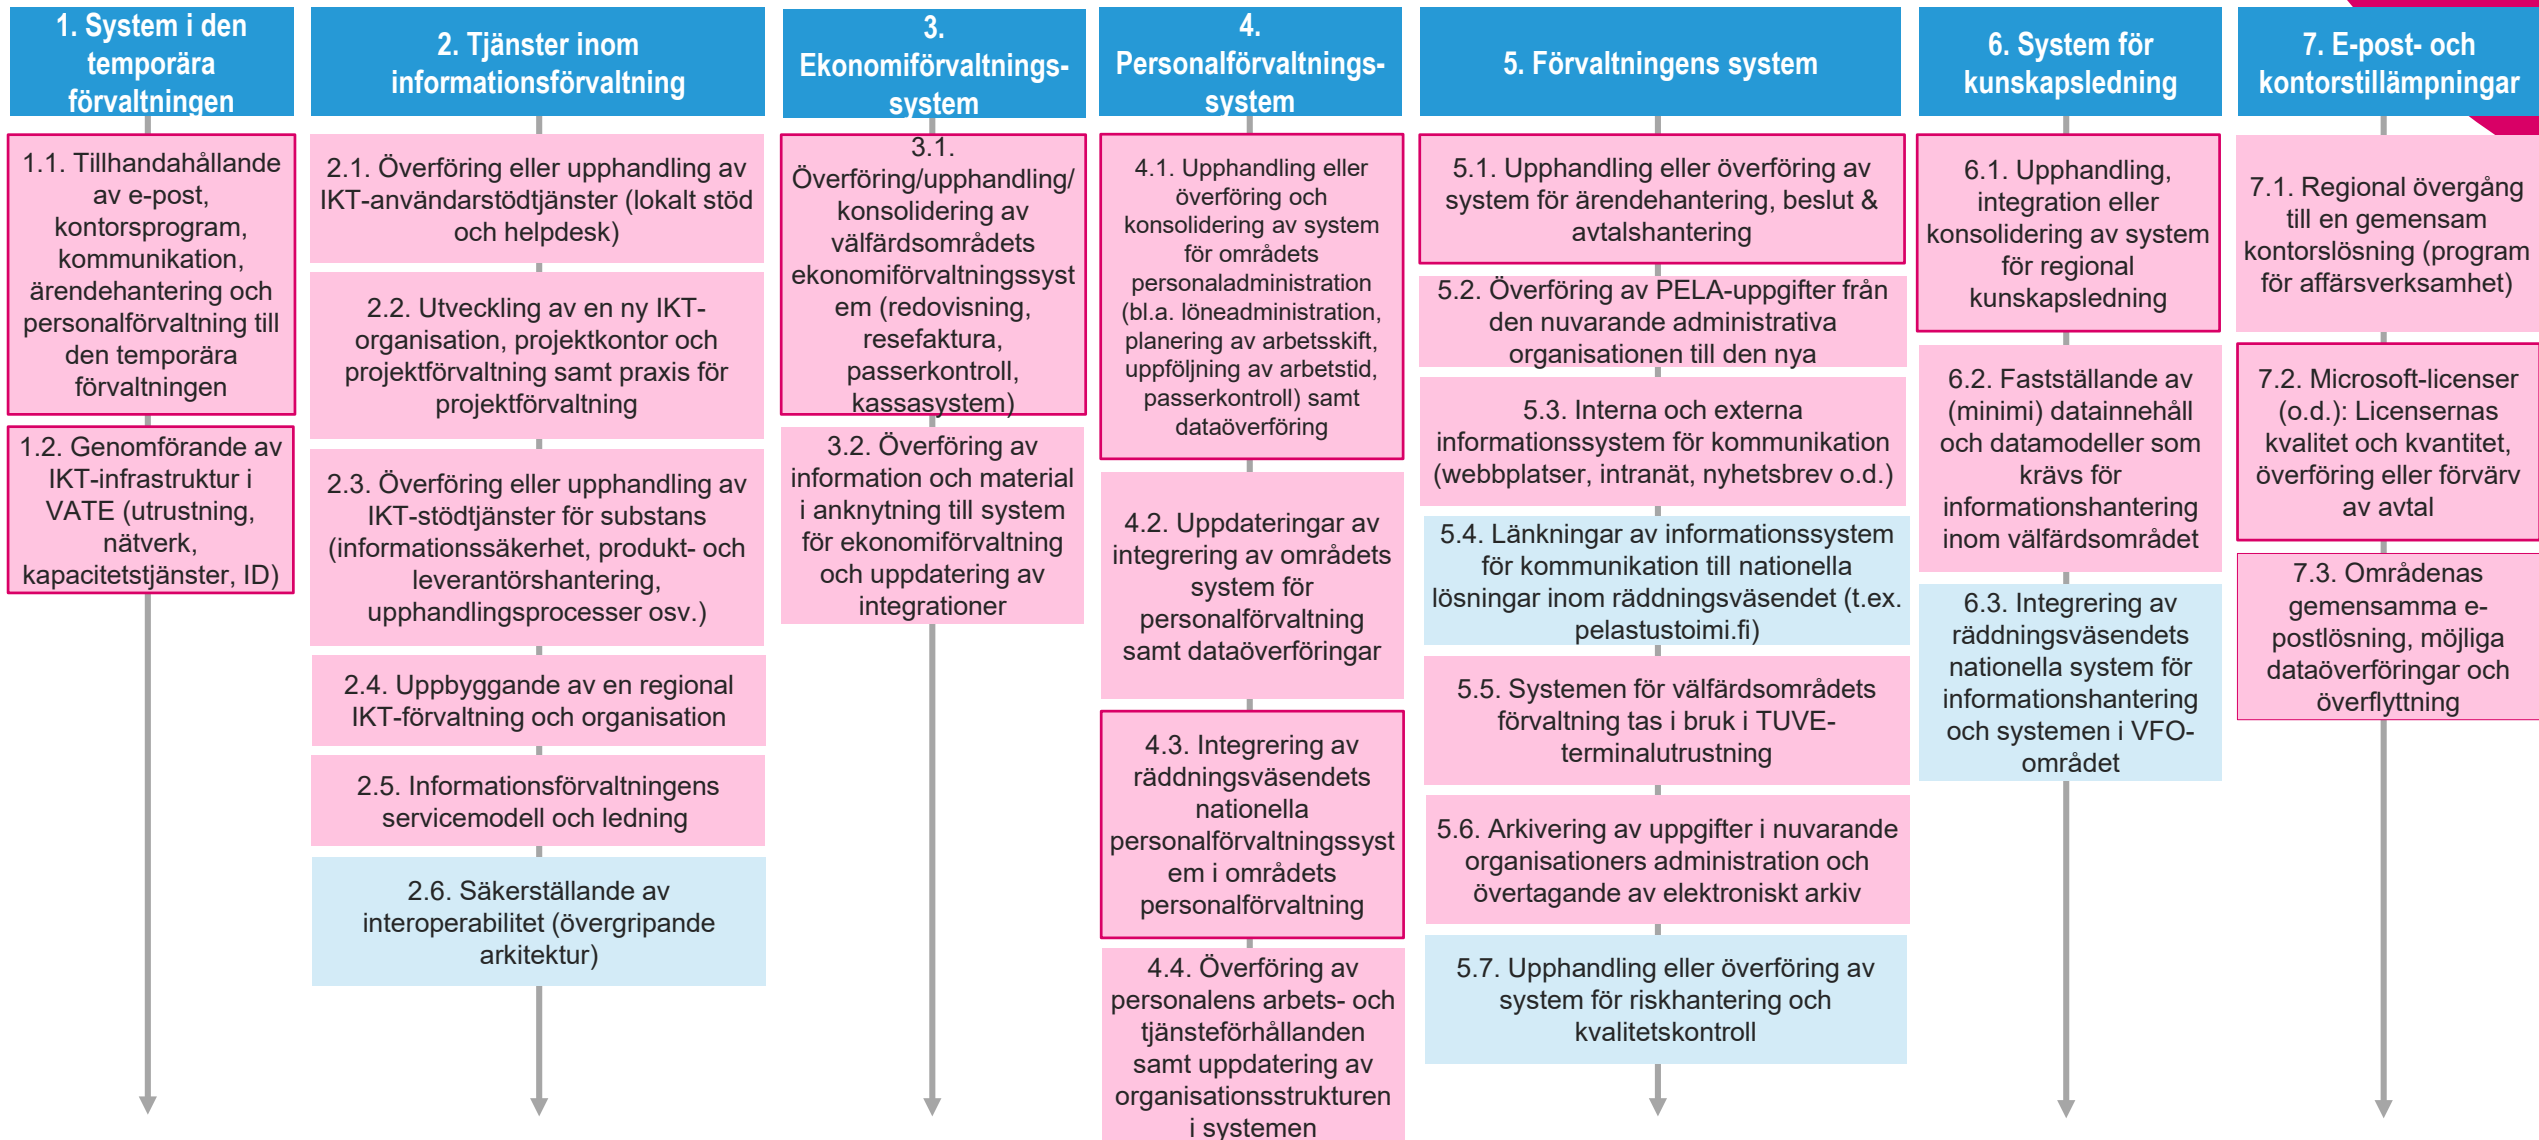 1. System i den
temporära
förvaltningen
1.1. Tillhandahållande
av e-post,
kontorsprogram,
kommunikation,
ärendehantering och
personalförvaltning till
den temporära
förvaltningen
1.2. Genomförande av
IKT-infrastruktur i
VATE (utrustning,
nätverk,
kapacitetstjänster, ID)
2. Tjänster inom
informationsförvaltning
2.1. Överföring eller upphandling av
IKT-användarstödtjänster (lokalt stöd
och helpdesk)
2.2. Utveckling av en ny IKT-
organisation, projektkontor och
projektförvaltning samt praxis för
projektförvaltning
2.3. Överföring eller upphandling av
IKT-stödtjänster för substans
(informationssäkerhet, produkt- och
leverantörshantering,
upphandlingsprocesser osv.)
2.4. Uppbyggande av en regional
IKT-förvaltning och organisation
2.5. Informationsförvaltningens
servicemodell och ledning
2.6. Säkerställande av
interoperabilitet (övergripande
arkitektur)
3.
Ekonomiförvaltnings-
system
3.1.
Överföring/upphandling/
konsolidering av
välfärdsområdets
ekonomiförvaltningssyst
em (redovisning,
resefaktura,
passerkontroll,
kassasystem)
3.2. Överföring av
information och material
i anknytning till system
för ekonomiförvaltning
och uppdatering av
integrationer
4.
Personalförvaltnings-
system
4.1. Upphandling eller
överföring och
konsolidering av system
för områdets
personaladministration
(bl.a. löneadministration,
planering av arbetsskift,
uppföljning av arbetstid,
passerkontroll) samt
dataöverföring
4.2. Uppdateringar av
integrering av områdets
system för
personalförvaltning
samt dataöverföringar
4.3. Integrering av
räddningsväsendets
nationella
personalförvaltningssyst
em i områdets
personalförvaltning
4.4. Överföring av
personalens arbets- och
tjänsteförhållanden
samt uppdatering av
organisationsstrukturen
i systemen
5. Förvaltningens system
5.1. Upphandling eller överföring av
system för ärendehantering, beslut &
avtalshantering
5.2. Överföring av PELA-uppgifter från
den nuvarande administrativa
organisationen till den nya
5.3. Interna och externa
informationssystem för kommunikation
(webbplatser, intranät, nyhetsbrev o.d.)
5.4. Länkningar av informationssystem
för kommunikation till nationella
lösningar inom räddningsväsendet (t.ex.
pelastustoimi.fi)
5.5. Systemen för välfärdsområdets
förvaltning tas i bruk i TUVE-
terminalutrustning
5.6. Arkivering av uppgifter i nuvarande
organisationers administration och
övertagande av elektroniskt arkiv
5.7. Upphandling eller överföring av
system för riskhantering och
kvalitetskontroll
6. System för
kunskapsledning
6.1. Upphandling,
integration eller
konsolidering av system
för regional
kunskapsledning
6.2. Fastställande av
(minimi) datainnehåll
och datamodeller som
krävs för
informationshantering
inom välfärdsområdet
6.3. Integrering av
räddningsväsendets
nationella system för
informationshantering
och systemen i VFO-
området
7. E-post- och
kontorstillämpningar
7.1. Regional övergång
till en gemensam
kontorslösning (program
för affärsverksamhet)
7.2. Microsoft-licenser
(o.d.): Licensernas
kvalitet och kvantitet,
överföring eller förvärv
av avtal
7.3. Områdenas
gemensamma e-
postlösning, möjliga
dataöverföringar och
överflyttning